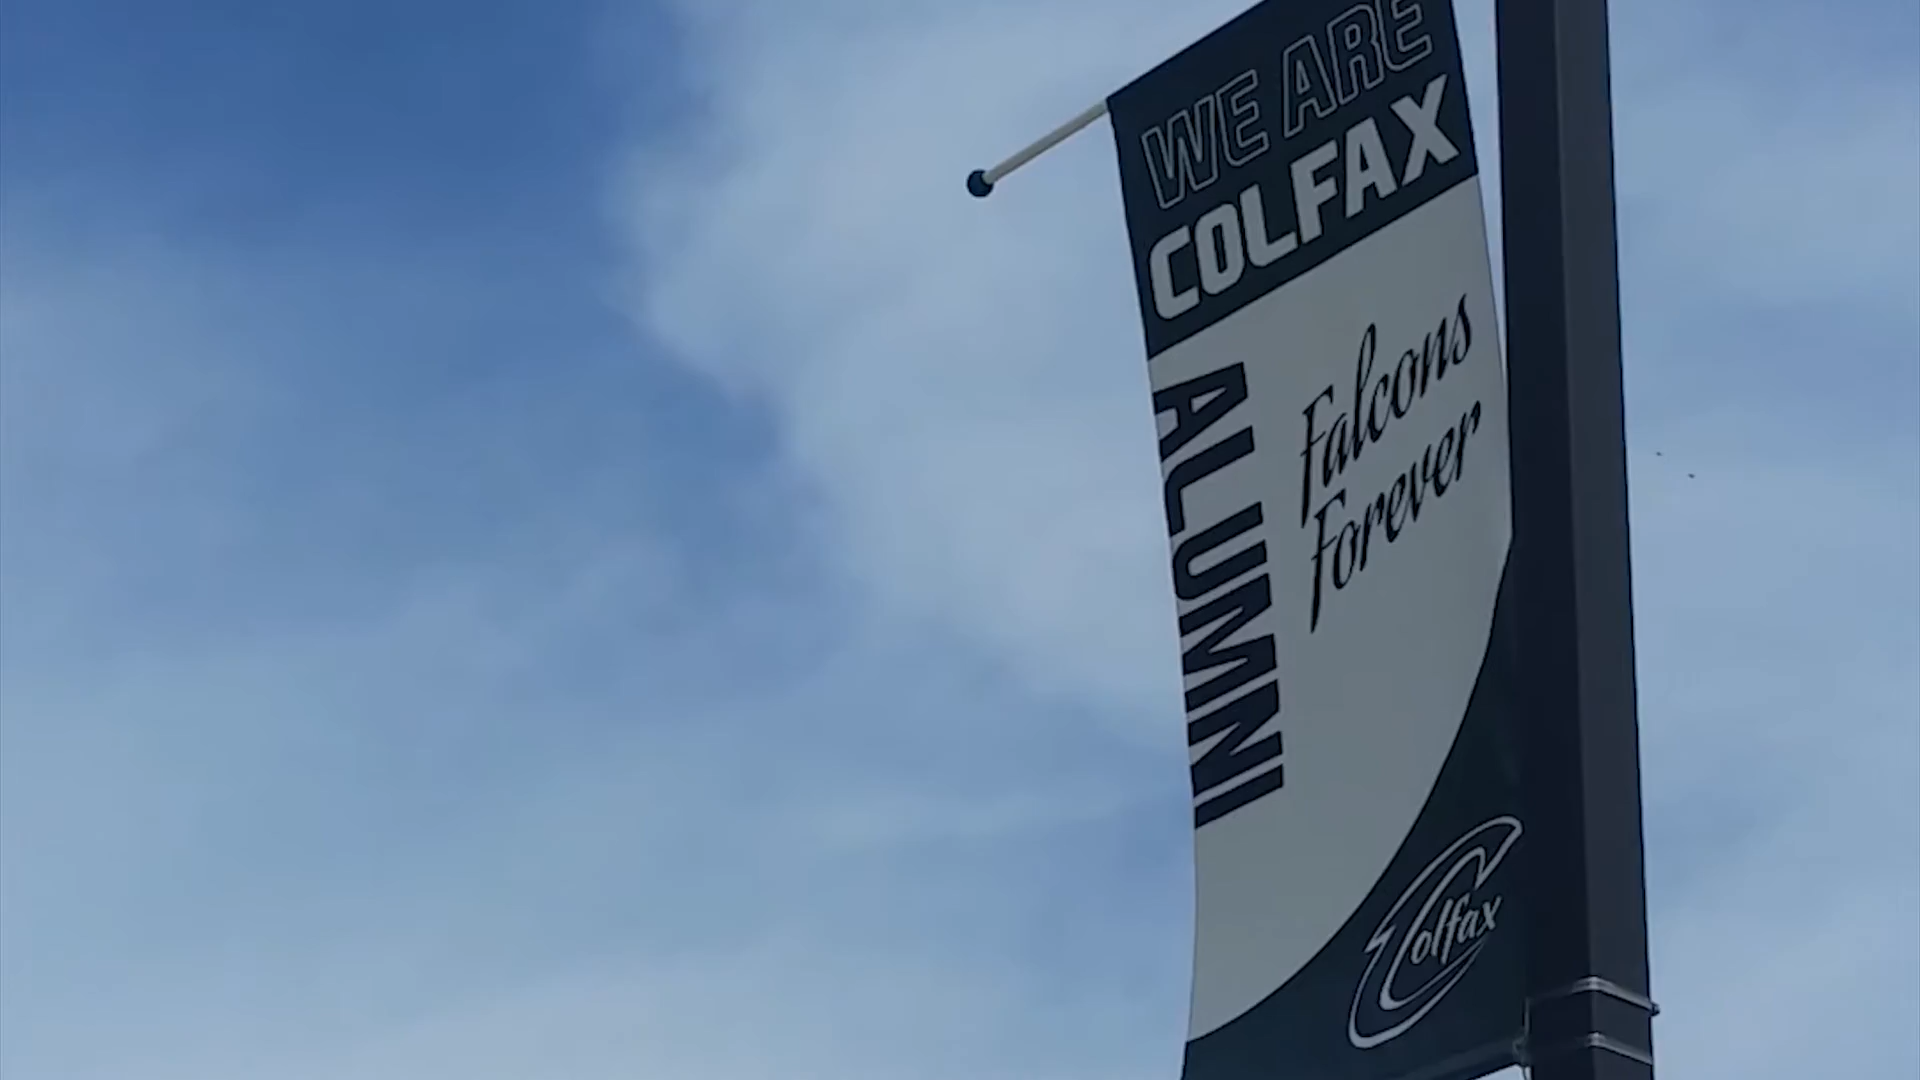 WE ARE
COLFAX
ALUMNI
Falcons
Forever
Colfax